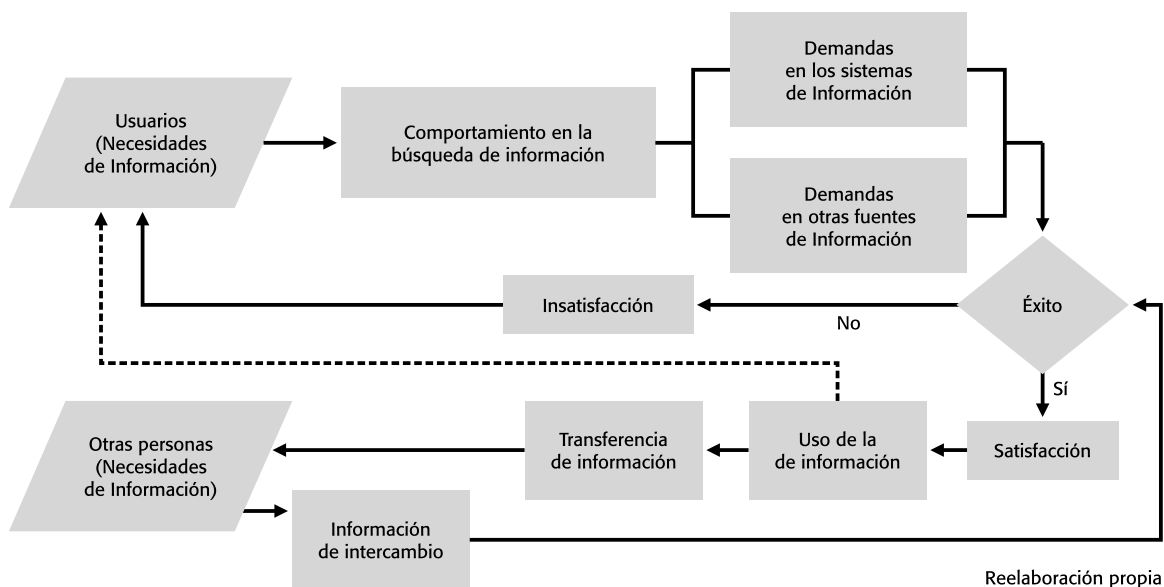 Usuarios
(Necesidades
de Información)
Comportamiento en la
búsqueda de información
Demandas
en los sistemas
de Información
Demandas
en otras fuentes
de Información
Éxito
No
Insatisfacción
Sí
Satisfacción
Uso de la
de información
Transferencia
de información
Otras personas
(Necesidades
de Información)
Información
de intercambio
Reelaboración propia